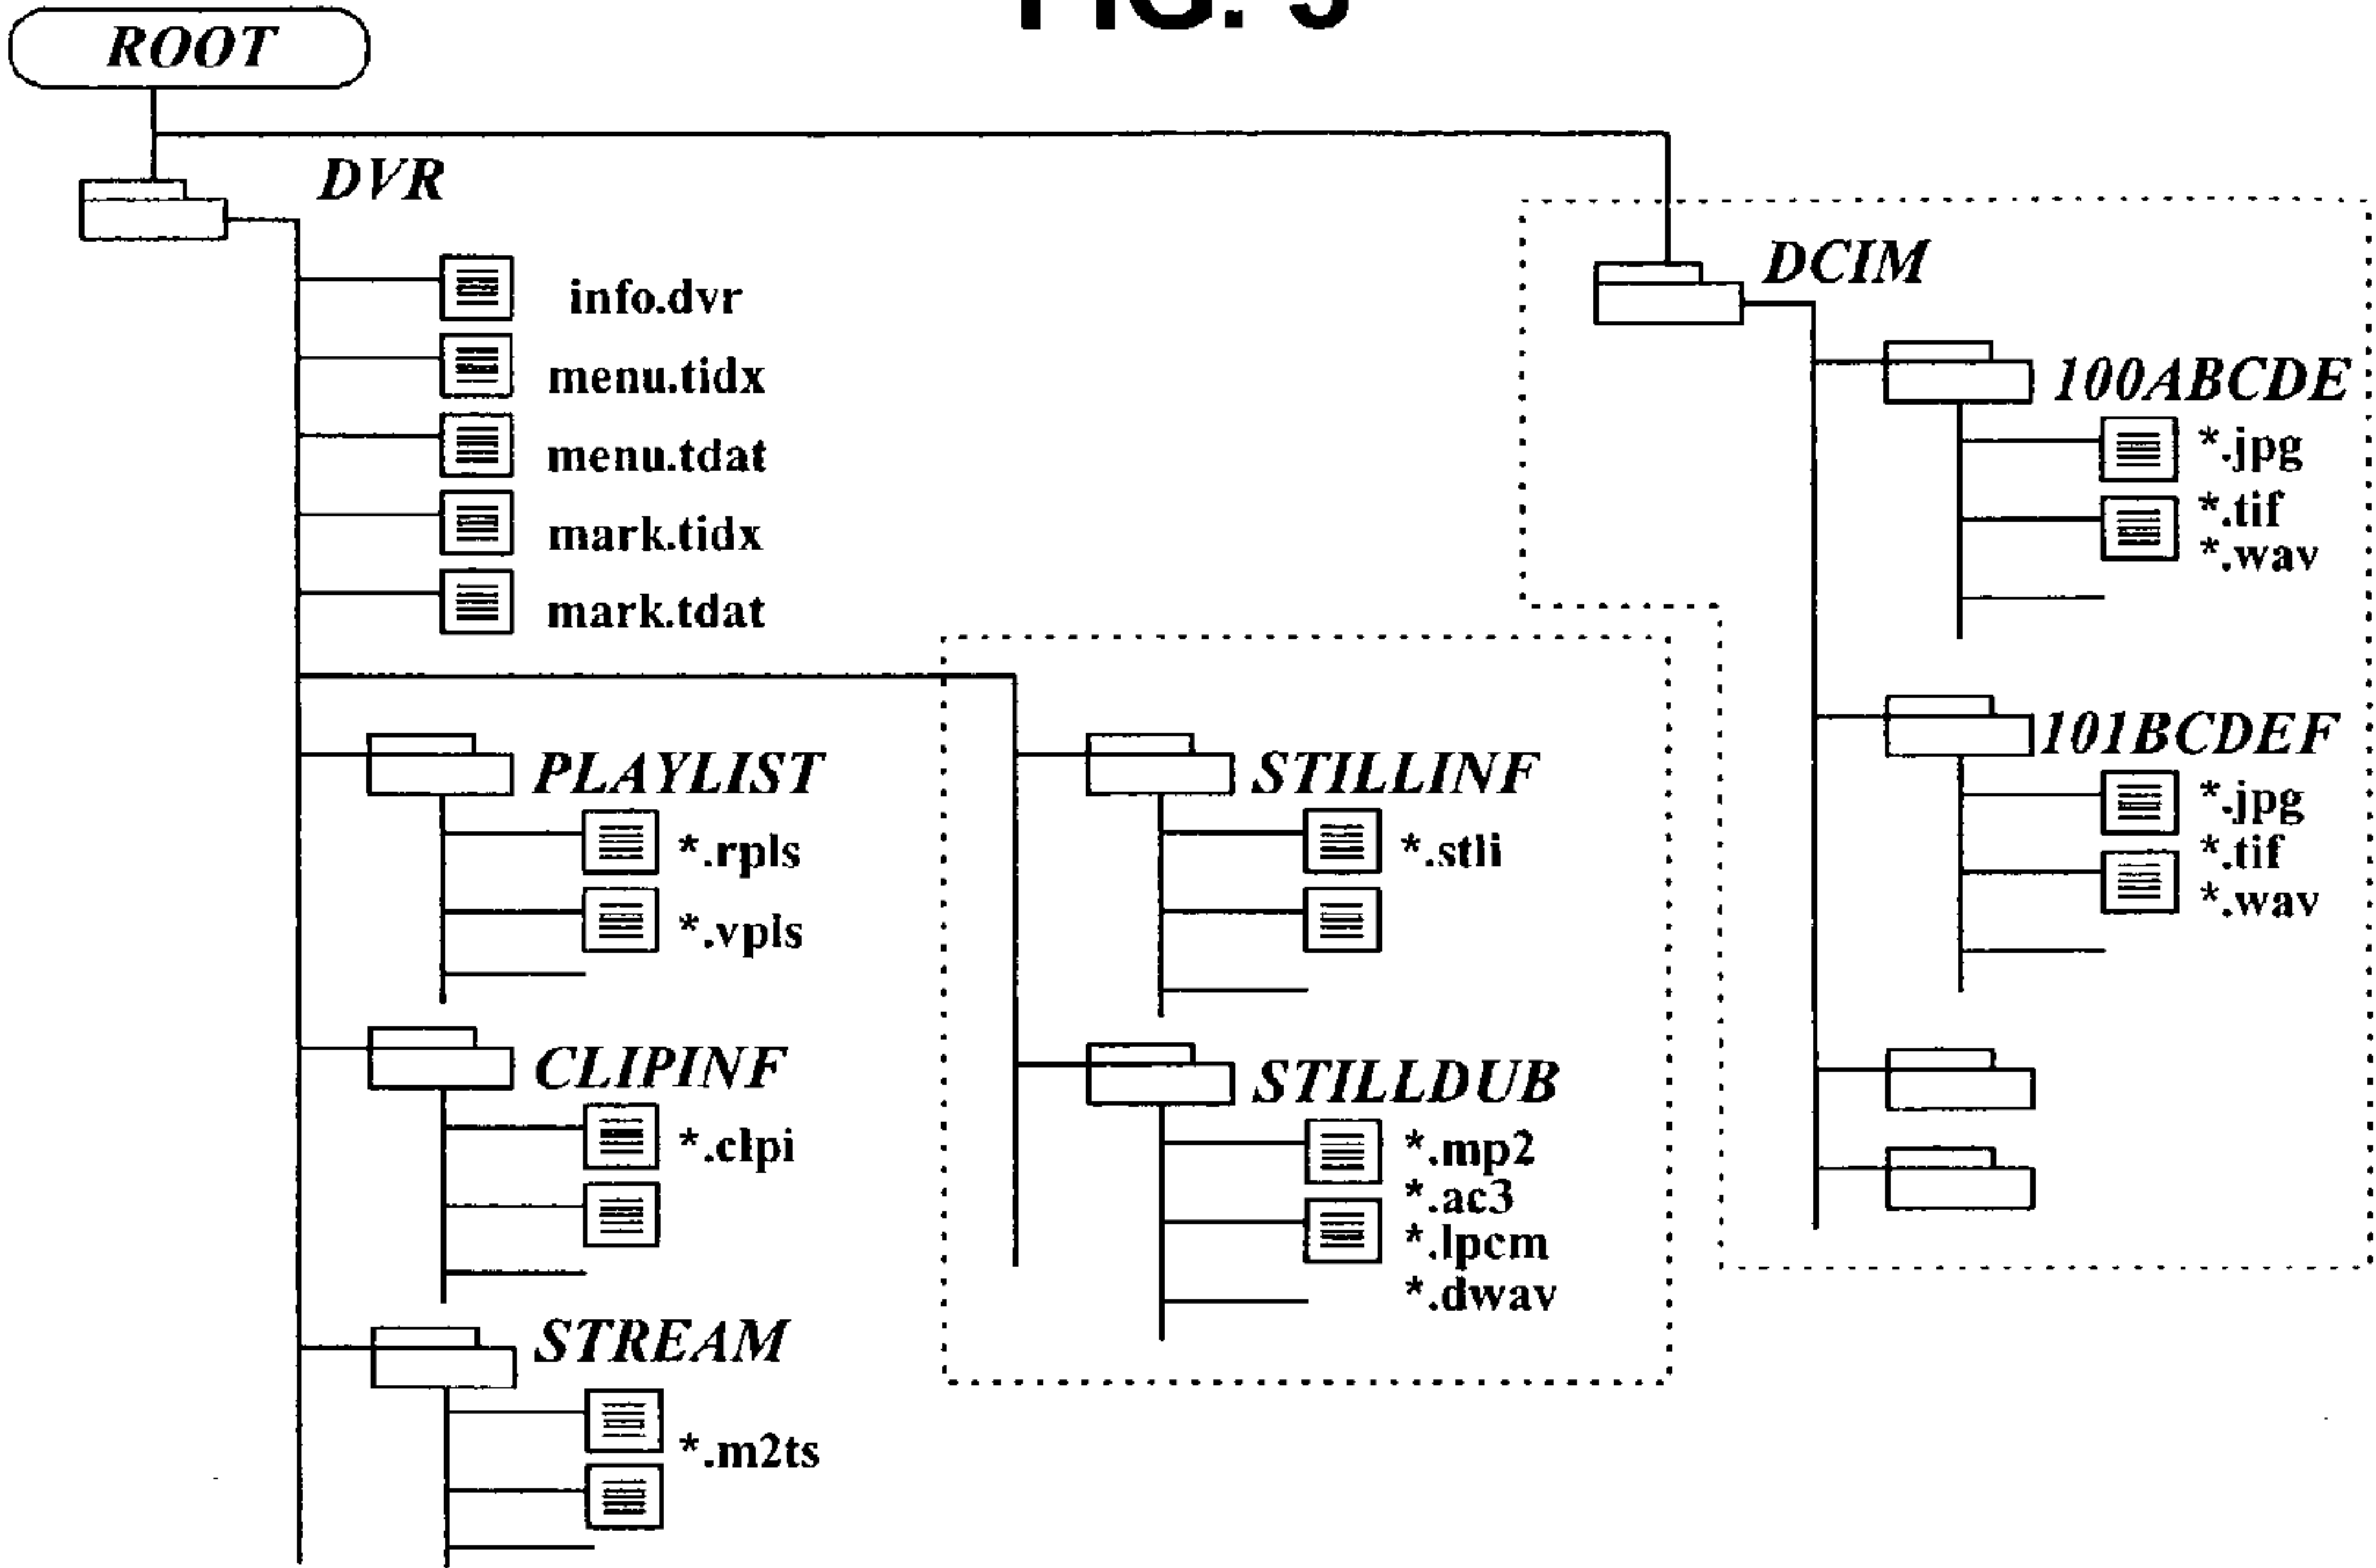 FIG.
ROOT
DVR
info.dvr
menu.tidx
menu.tdat
mark.tidx
mark.tdat
PLAYLIST
*.rpls
*.vpls
CLIPINF
*.clpi
STREAM
*.m2ts
STILLINF
*.stli
STILLDUB
*.mp2
*.ac3
*.lpcm
*.dwav
DCIM
100ABCDE
*.jpg
*.tif
*.wav
101BCDEF
*.jpg
*.tif
*.wav